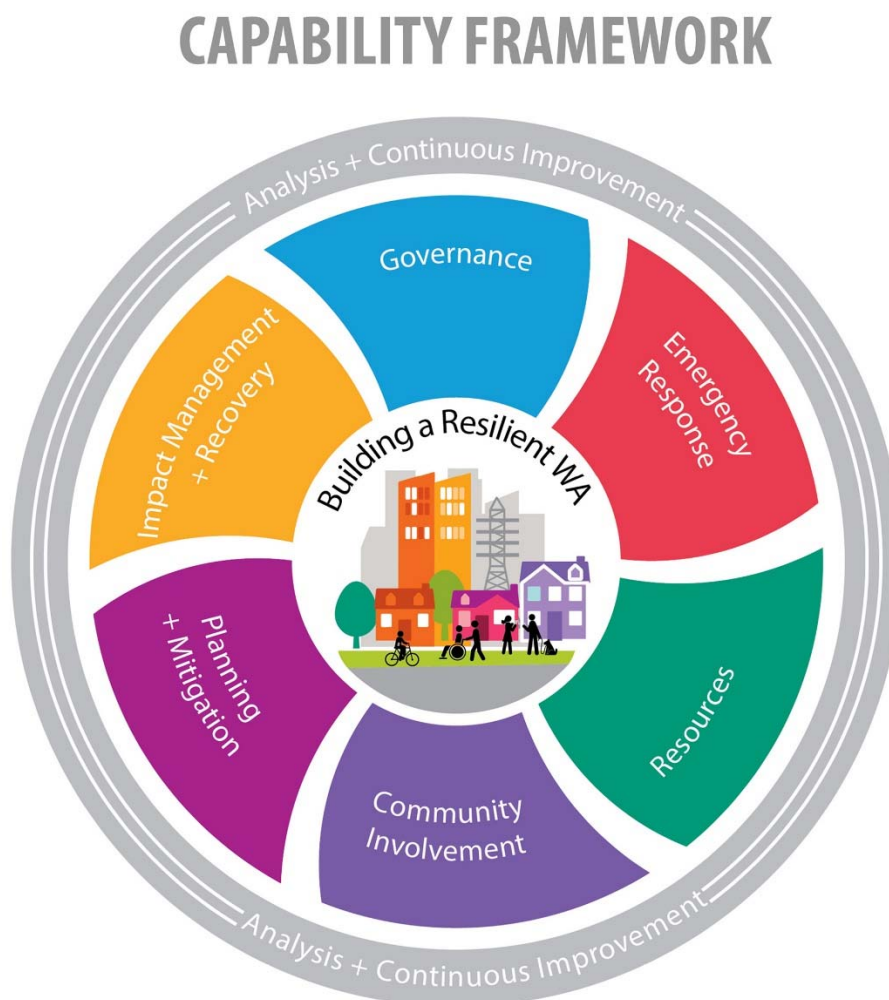 CAPABILITY FRAMEWORK
Analysis + Continuous Improvement
Governance
Emergency
Response
Resources
Community
Involvement
Planning
+ Mitigation
Impact Management
+ Recovery
Building a Resilient WA
Analysis + Continuous Improvement